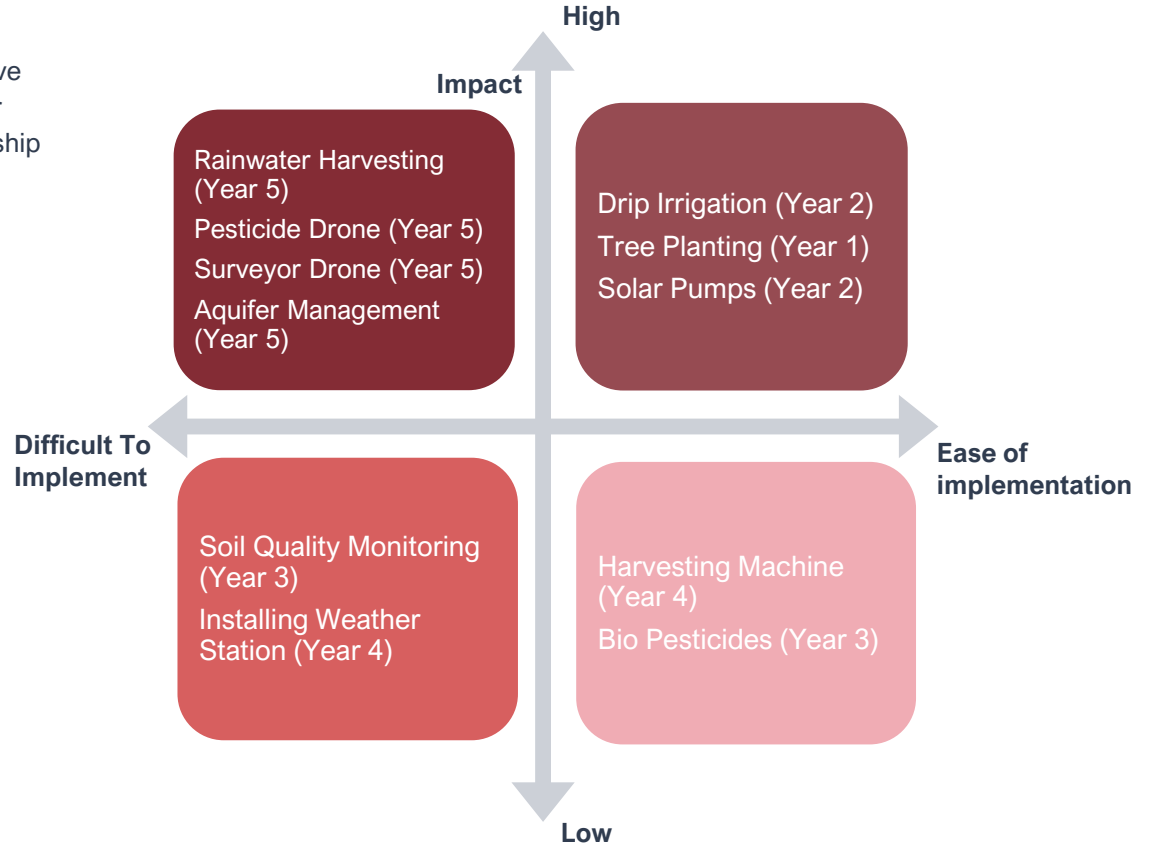 High
Impact
Rainwater Harvesting
(Year 5)
Pesticide Drone (Year 5)
Surveyor Drone (Year 5)
Aquifer Management
(Year 5)
Drip Irrigation (Year 2)
Tree Planting (Year 1)
Solar Pumps (Year 2)
Difficult To
Implement
Ease of
implementation
Soil Quality Monitoring
(Year 3)
Installing Weather
Station (Year 4)
Harvesting Machine
(Year 4)
Bio Pesticides (Year 3)
Low